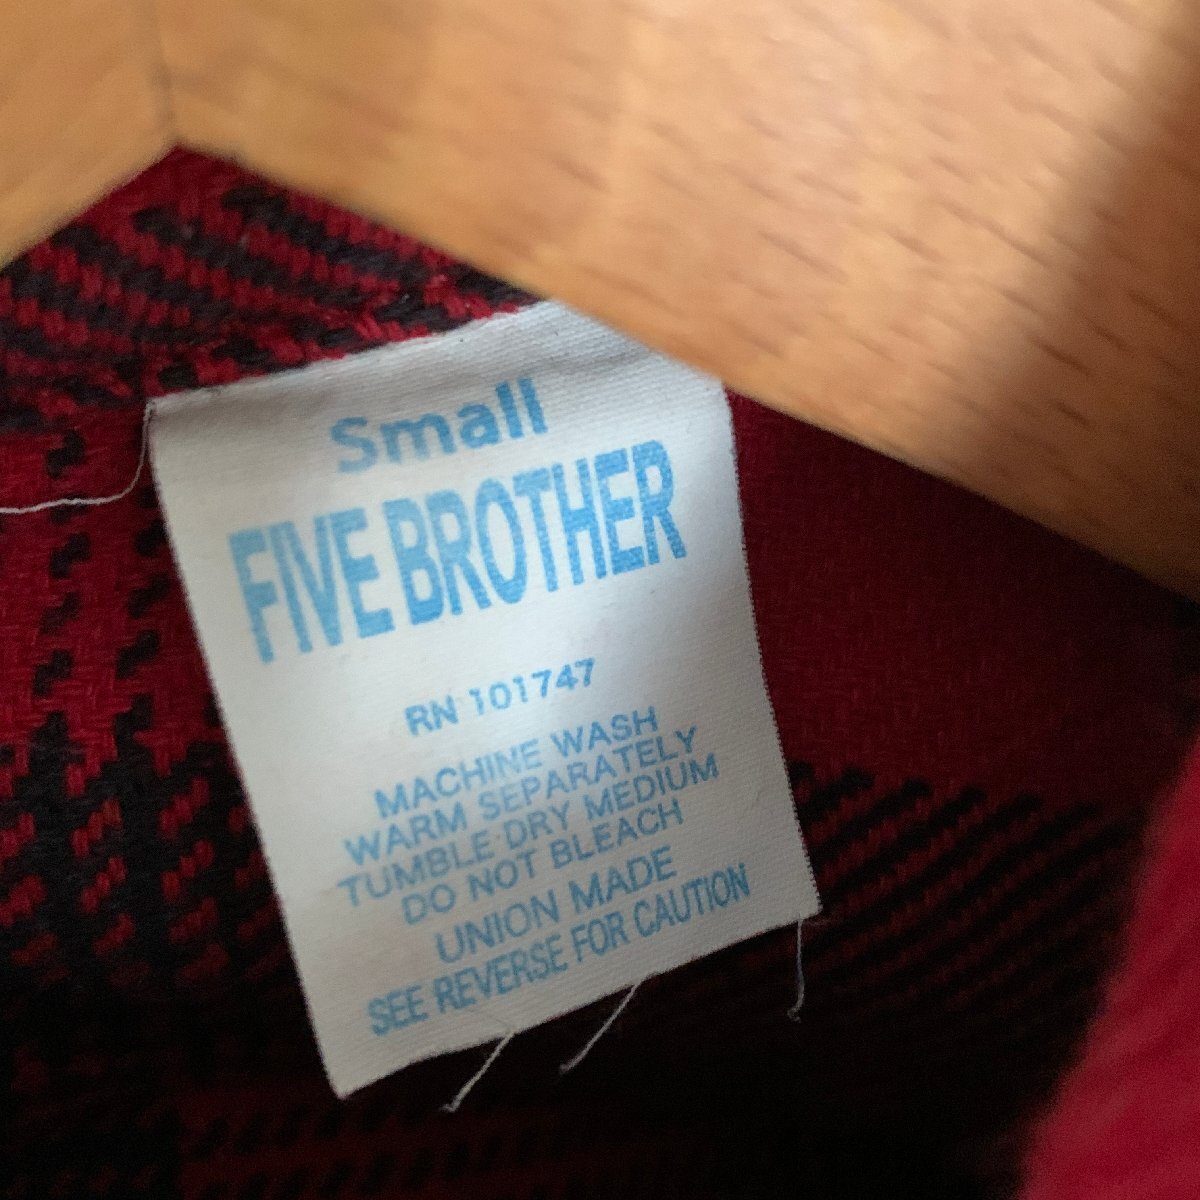 Small
FIVE BROTHER
RN 101747
MACHINE WASH
WARM SEPARATELY
TUMBLE DRY MEDIUM
DO NOT BLEACH
UNION MADE
SEE REVERSE FOR CAUTION